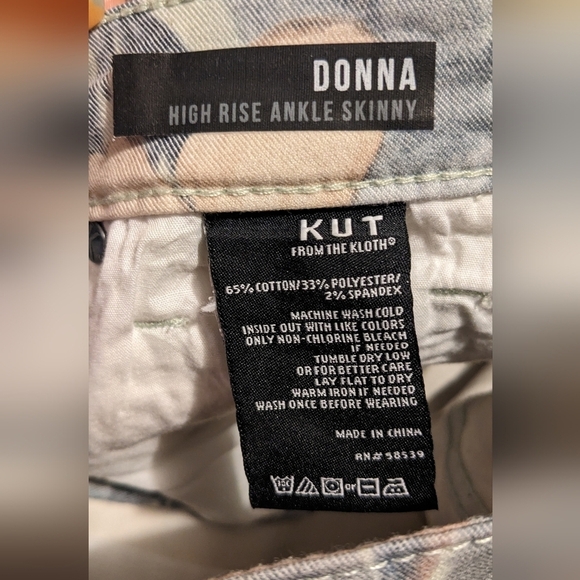 DONNA
HIGH RISE ANKLE SKINNY
KUT
FROM THE KLOTH®
65% COTTON/33% POLYESTER/
2% SPANDEX
MACHINE WASH COLD
INSIDE OUT WITH LIKE COLORS
ONLY NON-CHLORINE BLEACH
IF NEEDED
TUMBLE DRY LOW
OR FOR BETTER CARE
LAY FLAT TO DRY
WARM IRON IF NEEDED
WASH ONCE BEFORE WEARING
MADE IN CHINA
RN# 58539
or